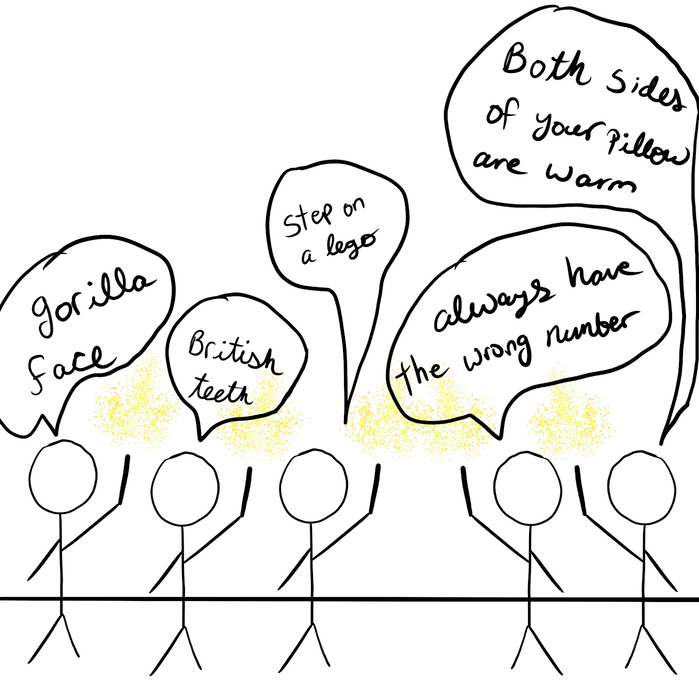 gorilla
face
British
teeth
Step on
a lego
always have
the wrong number
Both sides
of your pillow
are warm